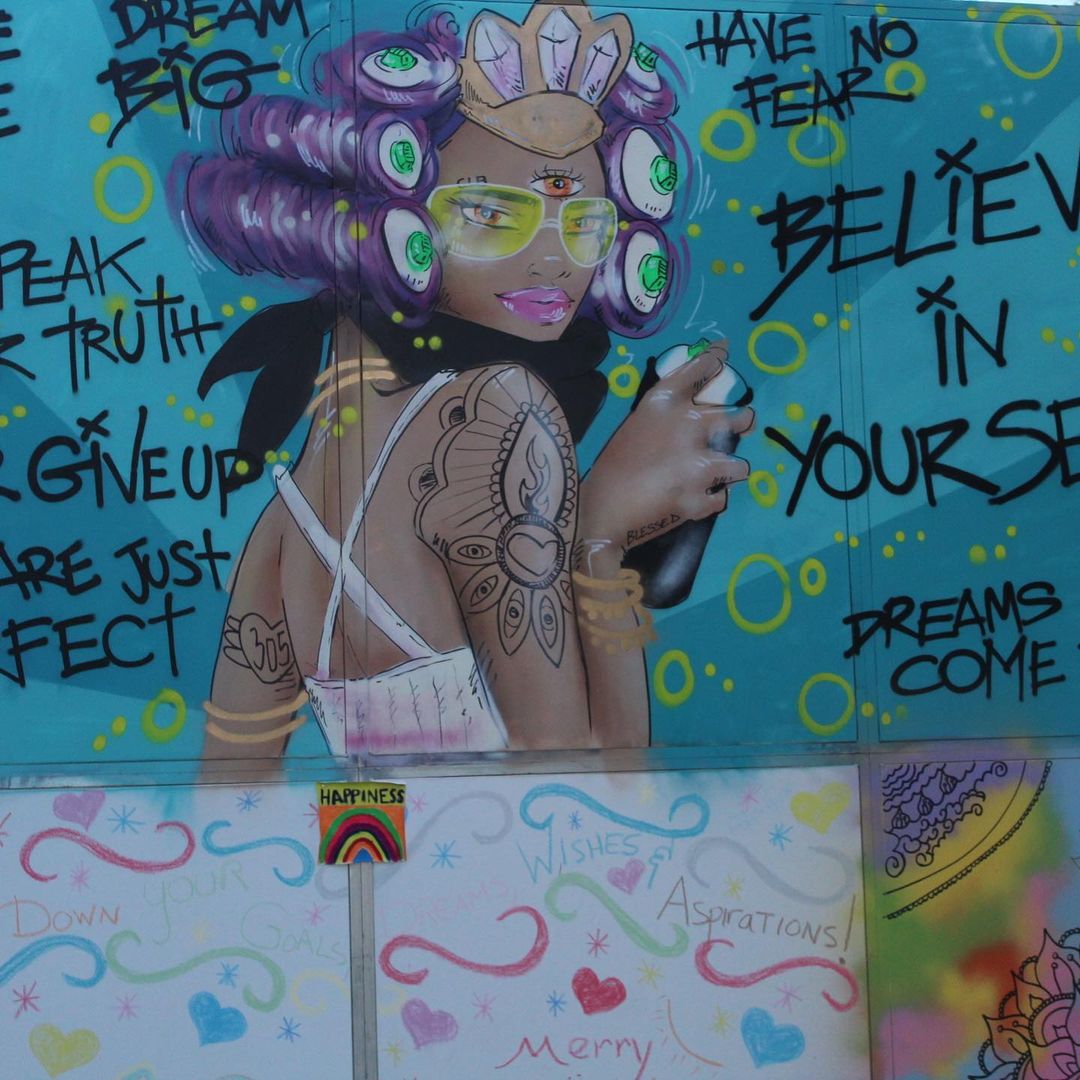 DREAM
BIG
HAVE NO
FEAR
BELIEV
IN
YOURSE
PEAK
R TRUTH
R GIVE UP
ARE JUST
FECT
DREAMS
COME
BLESSED
305
HAPPINESS
DOWN YOUR
GOALS
DREAMS
WISHES &
ASPIRATIONS!
Merry